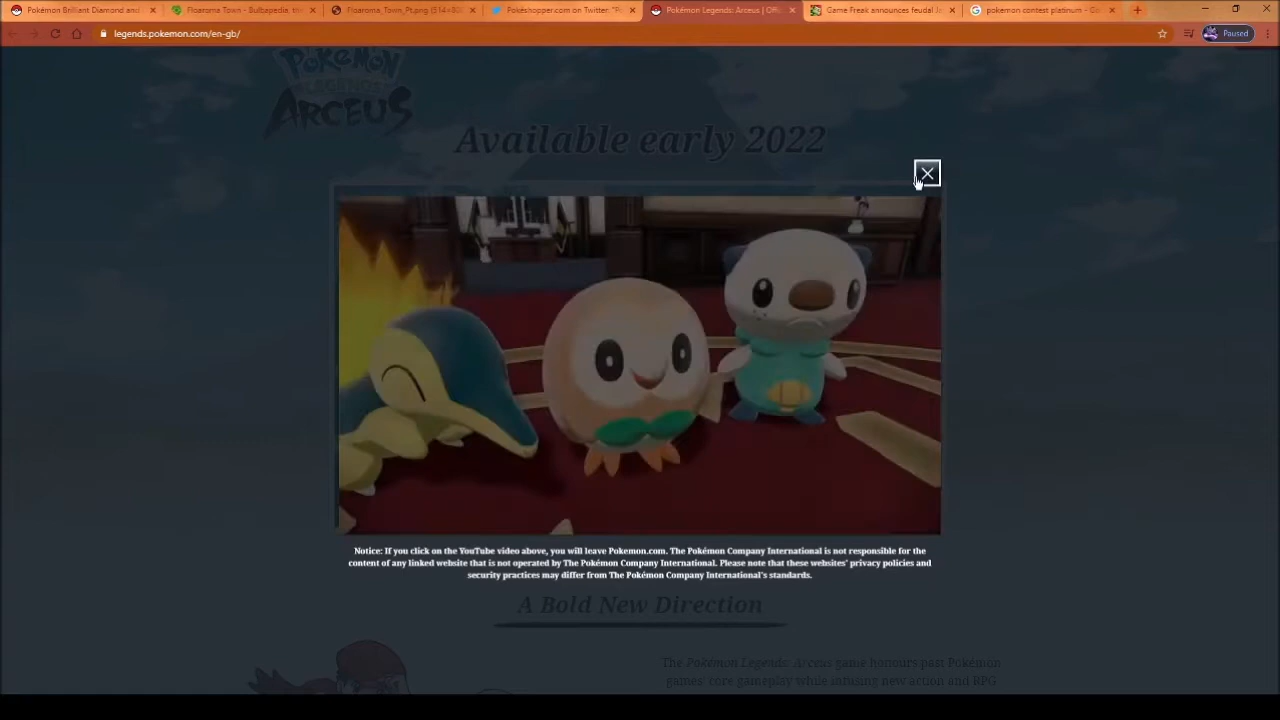 Pokémon Brilliant Diamond and
Floaroma Town - Bulbapedia, the
Floaroma_Town_Pt.png
Pokéshopper.com on Twitter: "P
Pokémon Legends: Arceus | Offi
Game Freak announces feudal Ja
pokemon contest platinum - Go
legends.pokemon.com/en-gb/
Paused
POKéMON
LEGENDS
ARCEUS
Available early 2022
Notice: If you click on the YouTube video above, you will leave Pokemon.com. The Pokémon Company International is not responsible for the
content of any linked website that is not operated by The Pokémon Company International. Please note that these websites' privacy policies and
security practices may differ from The Pokémon Company International's standards.
A Bold New Direction
The Pokémon Legends: Arceus game honours past Pokémon
games' core gameplay while infusing new action and RPG